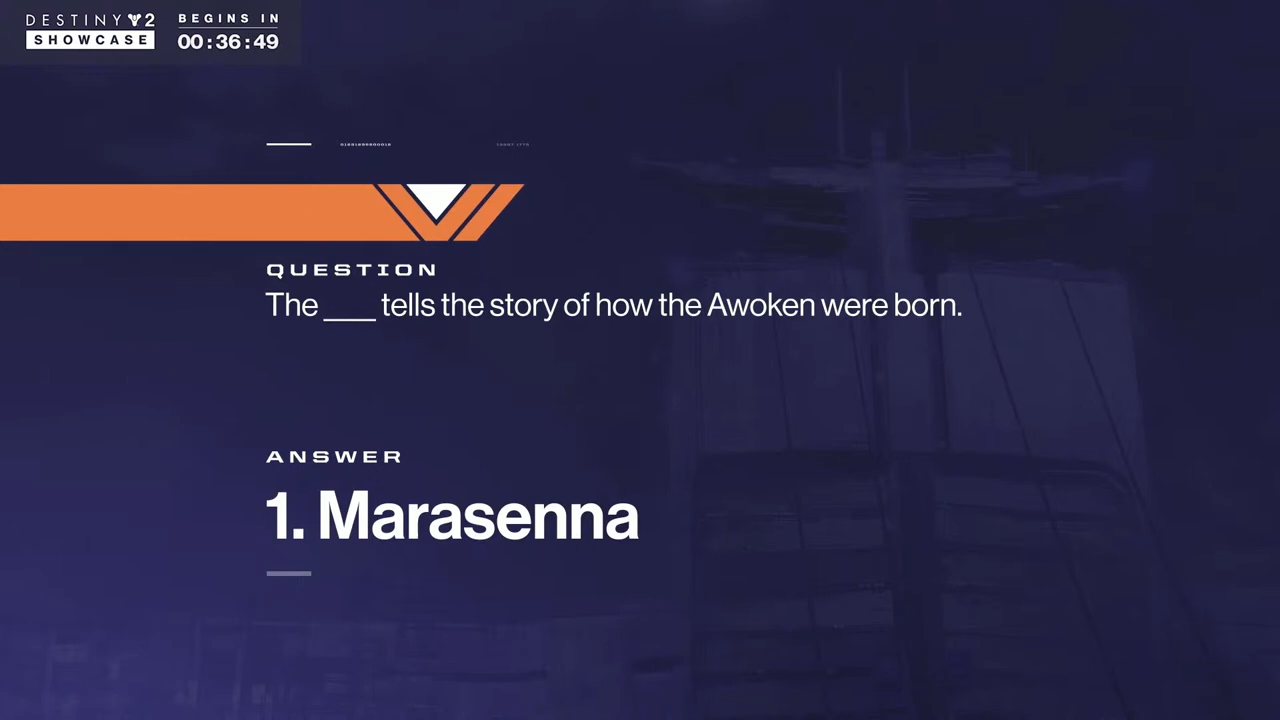 DESTINY 2
SHOWCASE
BEGINS IN
00:36:49
QUESTION
The ___ tells the story of how the Awoken were born.
ANSWER
1. Marasenna